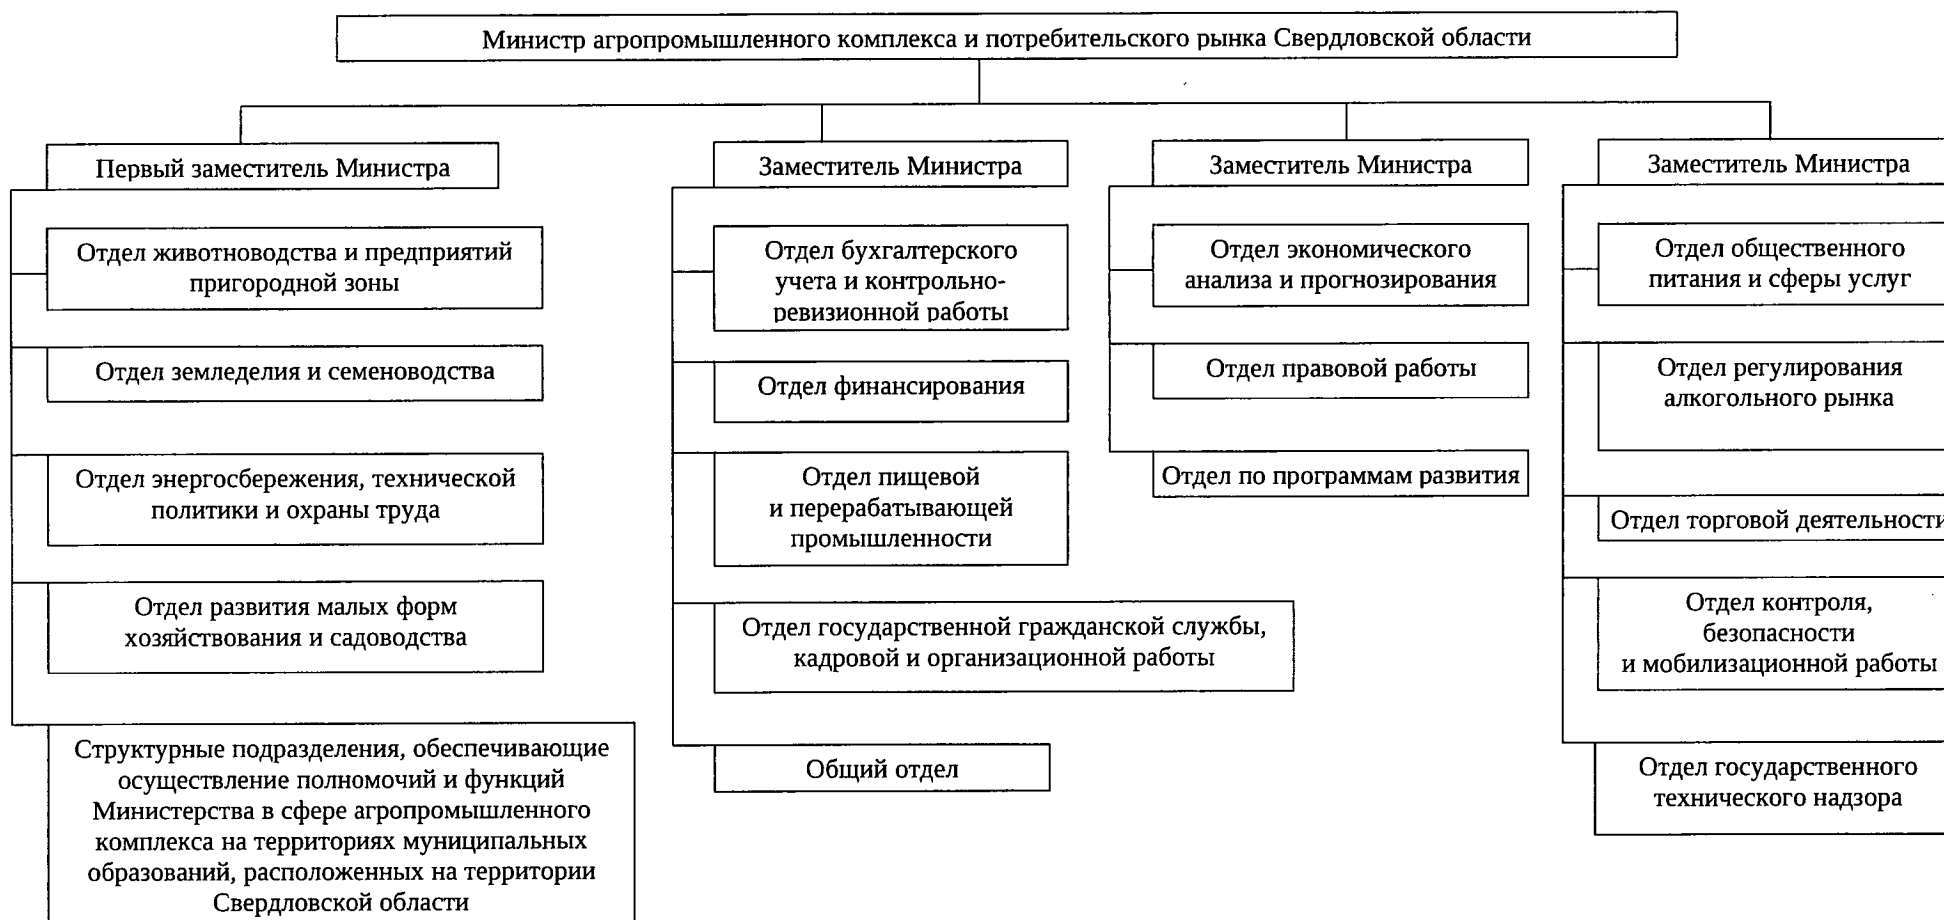 Министр агропромышленного комплекса и потребительского рынка Свердловской области
Первый заместитель Министра
Отдел животноводства и предприятий
пригородной зоны
Отдел земледелия и семеноводства
Отдел энергосбережения, технической
политики и охраны труда
Отдел развития малых форм
хозяйствования и садоводства
Структурные подразделения, обеспечивающие
осуществление полномочий и функций
Министерства в сфере агропромышленного
комплекса на территориях муниципальных
образований, расположенных на территории
Свердловской области
Заместитель Министра
Отдел бухгалтерского
учета и контрольно-
ревизионной работы
Отдел финансирования
Отдел пищевой
и перерабатывающей
промышленности
Отдел государственной гражданской службы,
кадровой и организационной работы
Общий отдел
Заместитель Министра
Отдел экономического
анализа и прогнозирования
Отдел правовой работы
Отдел по программам развития
Заместитель Министра
Отдел общественного
питания и сферы услуг
Отдел регулирования
алкогольного рынка
Отдел торговой деятельности
Отдел контроля,
безопасности
и мобилизационной работы
Отдел государственного
технического надзора